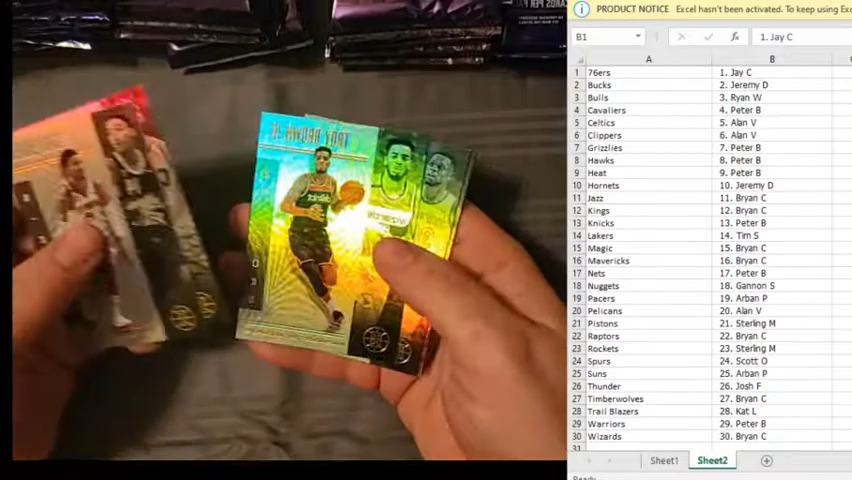 PRODUCT NOTICE Excel hasn't been activated. To keep using Exc
B1 fx 1. Jay C
A B
1 76ers 1. Jay C
2 Bucks 2. Jeremy D
3 Bulls 3. Ryan W
4 Cavaliers 4. Peter B
5 Celtics 5. Alan V
6 Clippers 6. Alan V
7 Grizzlies 7. Peter B
8 Hawks 8. Peter B
9 Heat 9. Peter B
10 Hornets 10. Jeremy D
11 Jazz 11. Bryan C
12 Kings 12. Bryan C
13 Knicks 13. Peter B
14 Lakers 14. Tim S
15 Magic 15. Bryan C
16 Mavericks 16. Bryan C
17 Nets 17. Peter B
18 Nuggets 18. Gannon S
19 Pacers 19. Arban P
20 Pelicans 20. Alan V
21 Pistons 21. Sterling M
22 Raptors 22. Bryan C
23 Rockets 23. Sterling M
24 Spurs 24. Scott O
25 Suns 25. Arban P
26 Thunder 26. Josh F
27 Timberwolves 27. Bryan C
28 Trail Blazers 28. Kat L
29 Warriors 29. Peter B
30 Wizards 30. Bryan C
31
Sheet1 Sheet2
Ready
TROY BROWN JR.